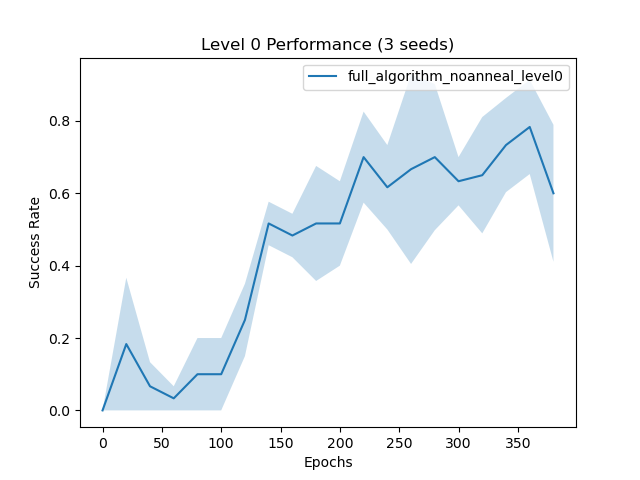 Level 0 Performance (3 seeds)
full_algorithm_noanneal_level0
0.8
0.6
0.4
0.2
0.0
Success Rate
0 50 100 150 200 250 300 350
Epochs